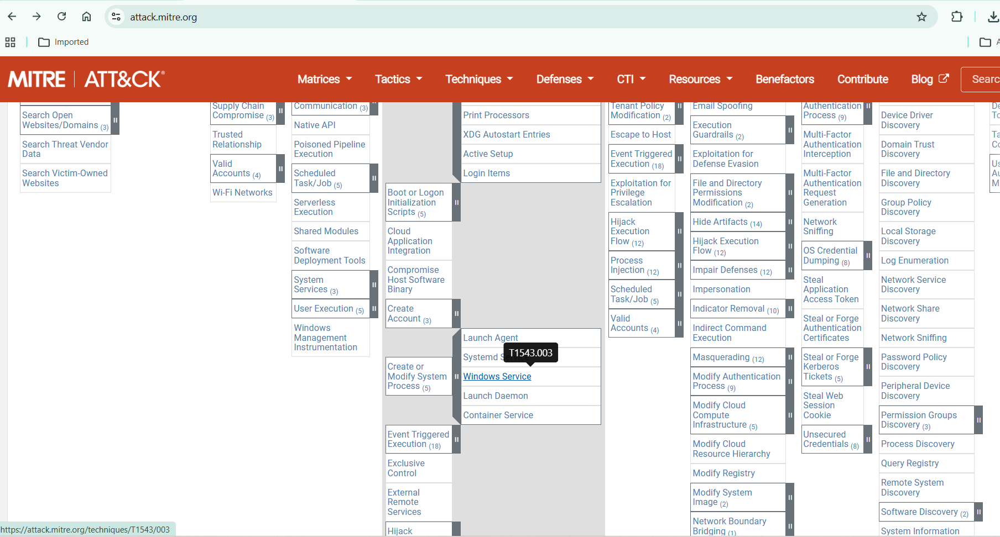 attack.mitre.org
Imported
MITRE | ATT&CK®
Matrices
Tactics
Techniques
Defenses
CTI
Resources
Benefactors
Contribute
Blog
Searc
Search Open
Websites/Domains (3)
Search Threat Vendor
Data
Search Victim-Owned
Websites
Supply Chain
Compromise (3)
Trusted
Relationship
Valid
Accounts (4)
Wi-Fi Networks
Communication (3)
Native API
Poisoned Pipeline
Execution
Scheduled
Task/Job (5)
Serverless
Execution
Shared Modules
Software
Deployment Tools
System
Services (3)
User Execution (5)
Windows
Management
Instrumentation
Boot or Logon
Initialization
Scripts (5)
Cloud
Application
Integration
Compromise
Host Software
Binary
Create
Account (3)
Create or
Modify System
Process (5)
Event Triggered
Execution (18)
Exclusive
Control
External
Remote
Services
Hijack
Print Processors
XDG Autostart Entries
Active Setup
Login Items
Launch Agent
T1543.003
Systemd S
Windows Service
Launch Daemon
Container Service
Tenant Policy
Modification (2)
Escape to Host
Event Triggered
Execution (18)
Exploitation for
Privilege
Escalation
Hijack
Execution
Flow (12)
Process
Injection (12)
Scheduled
Task/Job (5)
Valid
Accounts (4)
Email Spoofing
Execution
Guardrails (2)
Exploitation for
Defense Evasion
File and Directory
Permissions
Modification (2)
Hide Artifacts (14)
Hijack Execution
Flow (12)
Impair Defenses (12)
Impersonation
Indicator Removal (10)
Indirect Command
Execution
Masquerading (12)
Modify Authentication
Process (9)
Modify Cloud
Compute
Infrastructure (5)
Modify Cloud
Resource Hierarchy
Modify Registry
Modify System
Image (2)
Network Boundary
Bridging (1)
Authentication
Process (9)
Multi-Factor
Authentication
Interception
Multi-Factor
Authentication
Request
Generation
Network
Sniffing
OS Credential
Dumping (8)
Steal
Application
Access Token
Steal or Forge
Authentication
Certificates
Steal or Forge
Kerberos
Tickets (5)
Steal Web
Session
Cookie
Unsecured
Credentials (8)
Device Driver
Discovery
Domain Trust
Discovery
File and Directory
Discovery
Group Policy
Discovery
Local Storage
Discovery
Log Enumeration
Network Service
Discovery
Network Share
Discovery
Network Sniffing
Password Policy
Discovery
Peripheral Device
Discovery
Permission Groups
Discovery (3)
Process Discovery
Query Registry
Remote System
Discovery
Software Discovery (2)
System Information
https://attack.mitre.org/techniques/T1543/003